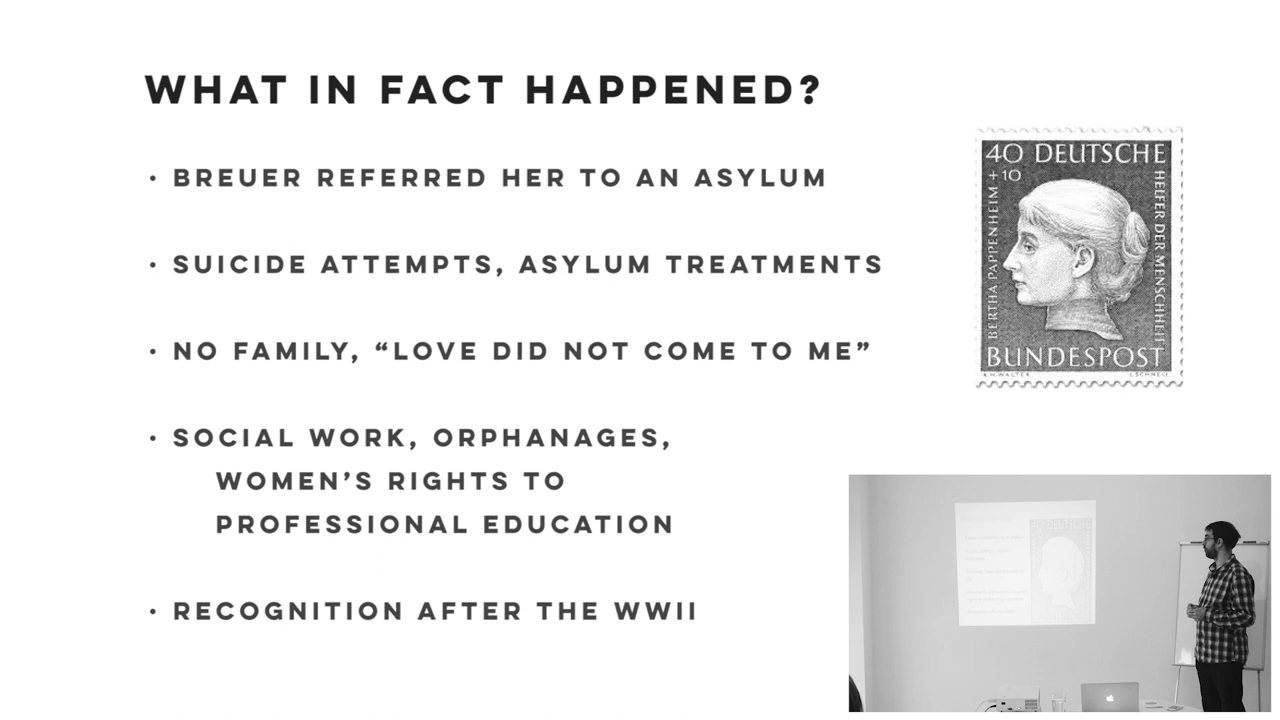 WHAT IN FACT HAPPENED?
• BREUER REFERRED HER TO AN ASYLUM
• SUICIDE ATTEMPTS, ASYLUM TREATMENTS
• NO FAMILY, “LOVE DID NOT COME TO ME”
• SOCIAL WORK, ORPHANAGES,
WOMEN’S RIGHTS TO
PROFESSIONAL EDUCATION
• RECOGNITION AFTER THE WWII
40 DEUTSCHE
+10
BERTHA PAPPENHEIM
HELFER DER MENSCHHEIT
BUNDESPOST